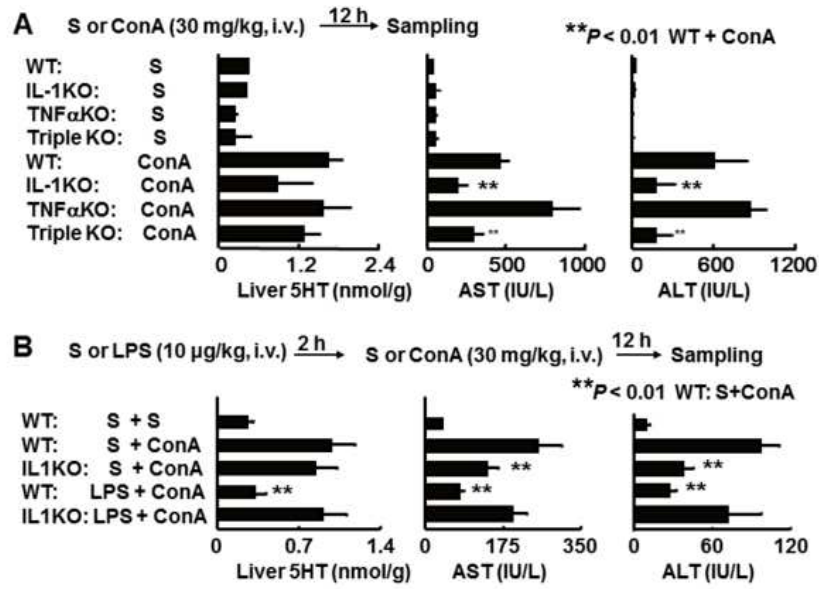 A S or ConA (30 mg/kg, i.v.) 12 h Sampling **P < 0.01 WT + ConA
WT: S
IL-1KO: S
TNFαKO: S
Triple KO: S
WT: ConA
IL-1KO: ConA ** **
TNFαKO: ConA
Triple KO: ConA ** **
0 1.2 2.4 0 500 1000 0 600 1200
Liver 5HT (nmol/g) AST (IU/L) ALT (IU/L)
B S or LPS (10 µg/kg, i.v.) 2 h S or ConA (30 mg/kg, i.v.) 12 h Sampling
**P < 0.01 WT: S+ConA
WT: S + S
WT: S + ConA
IL1KO: S + ConA ** **
WT: LPS + ConA ** ** **
IL1KO: LPS + ConA
0 0.7 1.4 0 175 350 0 60 120
Liver 5HT (nmol/g) AST (IU/L) ALT (IU/L)